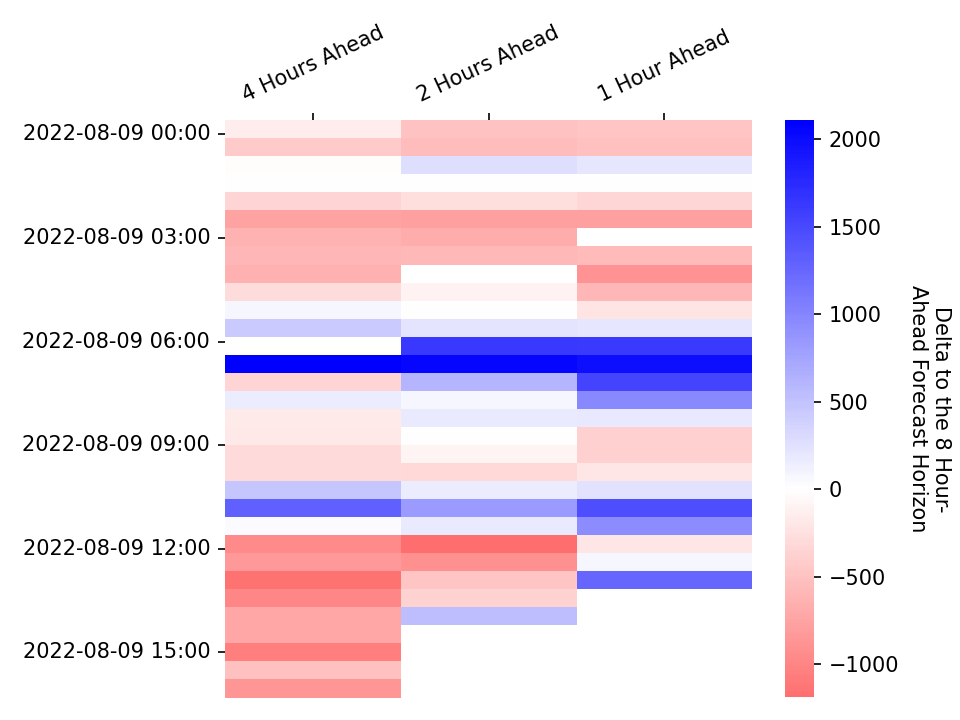 4 Hours Ahead
2 Hours Ahead
1 Hour Ahead
2022-08-09 00:00
2022-08-09 03:00
2022-08-09 06:00
2022-08-09 09:00
2022-08-09 12:00
2022-08-09 15:00
2000
1500
1000
500
0
−500
−1000
Delta to the 8 Hour-
Ahead Forecast Horizon